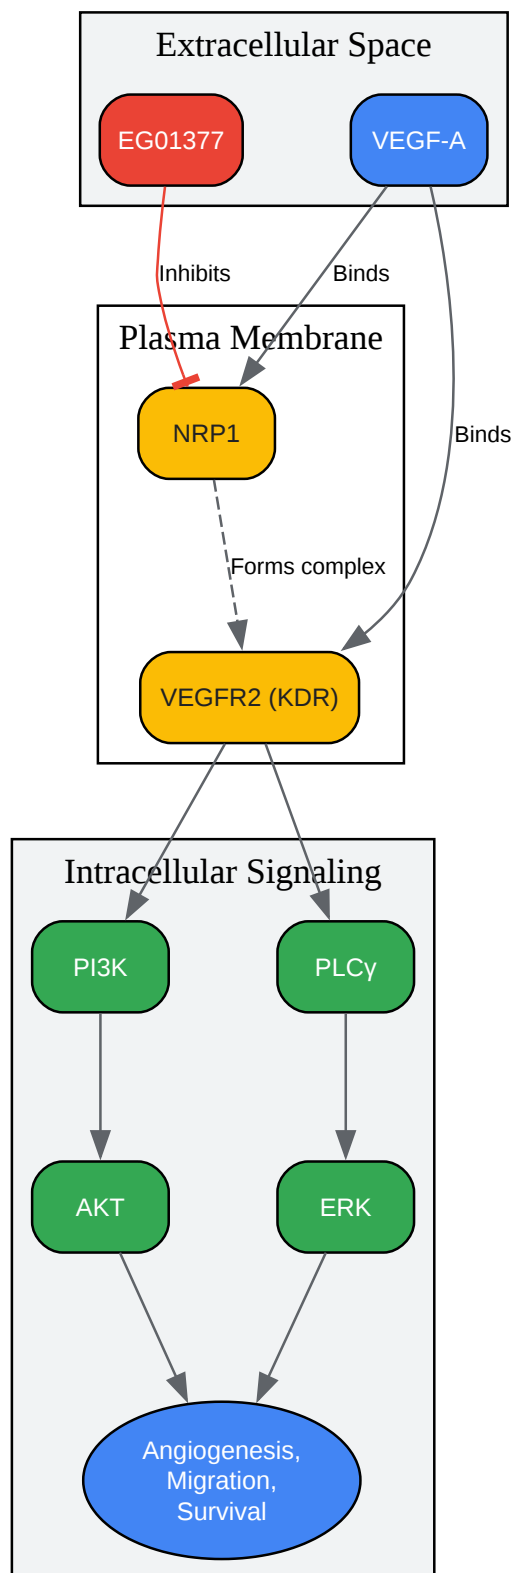 Extracellular Space
EG01377
VEGF-A
Inhibits
Binds
Plasma Membrane
NRP1
Binds
Forms complex
VEGFR2 (KDR)
Intracellular Signaling
PI3K
PLCγ
AKT
ERK
Angiogenesis,
Migration,
Survival